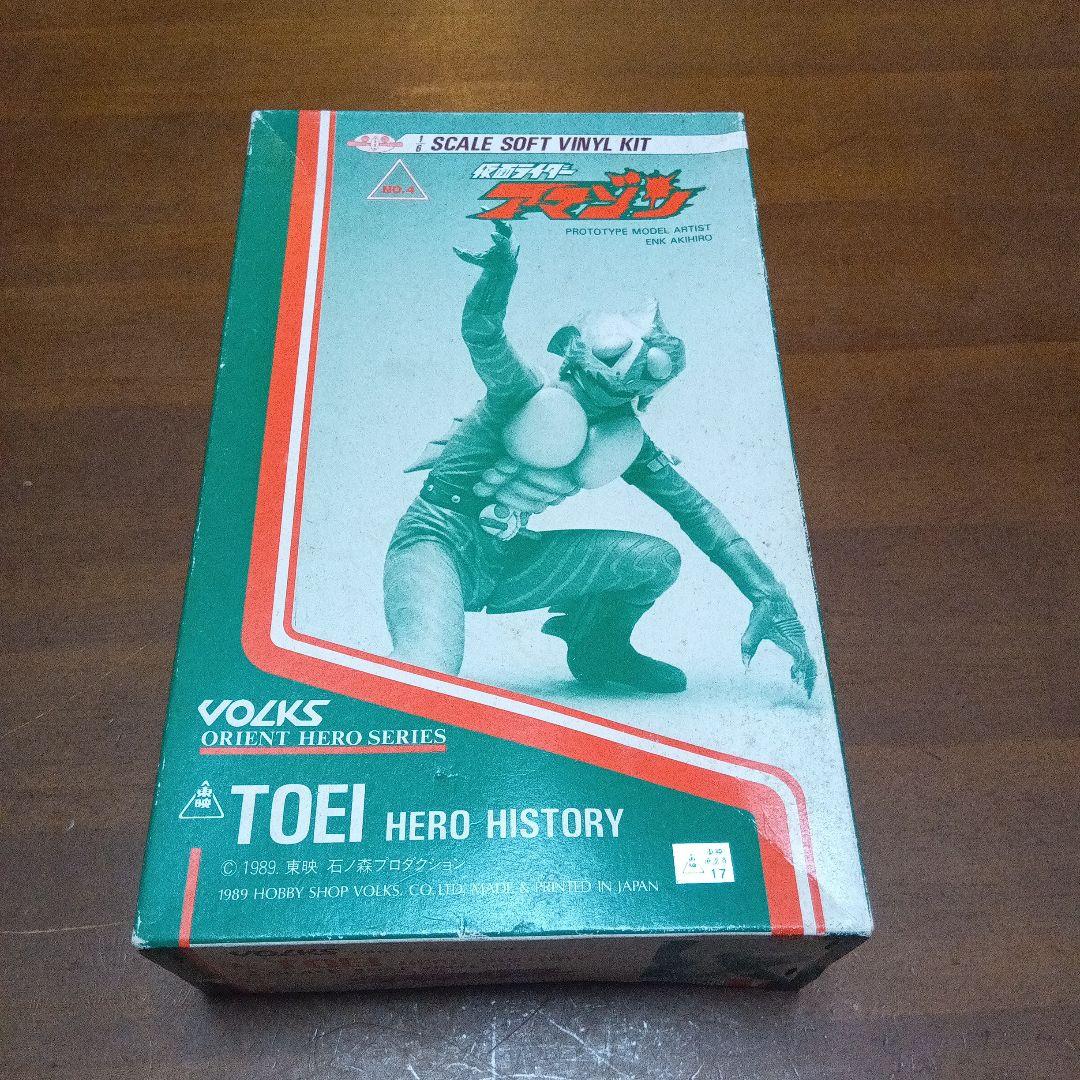 1/6 SCALE SOFT VINYL KIT
NO.4
仮面ライダー
アマゾン
PROTOTYPE MODEL ARTIST
ENK AKIHIRO
VOLKS
ORIENT HERO SERIES
東映
TOEI HERO HISTORY
© 1989. 東映 石ノ森プロダクション
1989 HOBBY SHOP VOLKS. CO,LTD. MADE & PRINTED IN JAPAN
17
VOLKS